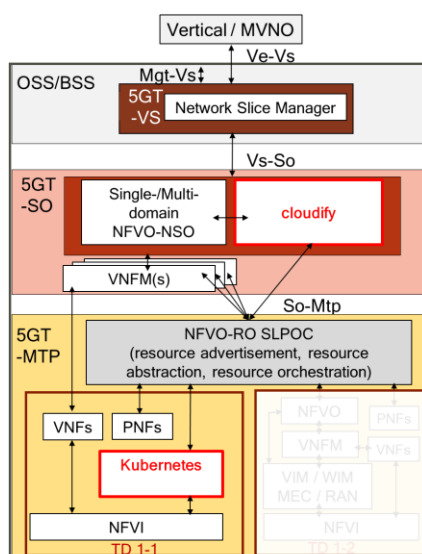 Vertical / MVNO
Ve-Vs
Mgt-Vs
OSS/BSS
5GT
-VS
Network Slice Manager
Vs-So
5GT
-SO
Single-/Multi-
domain
NFVO-NSO
cloudify
VNFM(s)
So-Mtp
5GT
-MTP
NFVO-RO SLPOC
(resource advertisement, resource
abstraction, resource orchestration)
VNFs
PNFs
Kubernetes
NFVI
TD 1-1
NFVO
PNFs
VNFM
VNFs
VIM / WIM
MEC / RAN
NFVI
TD 1-2